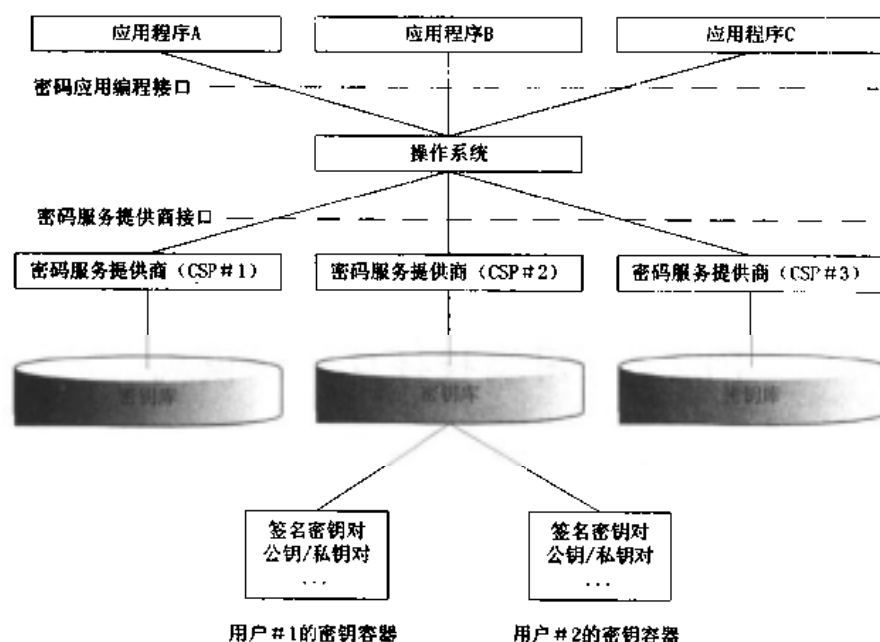 应用程序A
应用程序B
应用程序C
密码应用编程接口
操作系统
密码服务提供商接口
密码服务提供商（CSP＃1）
密码服务提供商（CSP＃2）
密码服务提供商（CSP＃3）
密钥库
密钥库
密钥库
签名密钥对
公钥/私钥对
...
签名密钥对
公钥/私钥对
...
用户＃1的密钥容器
用户＃2的密钥容器